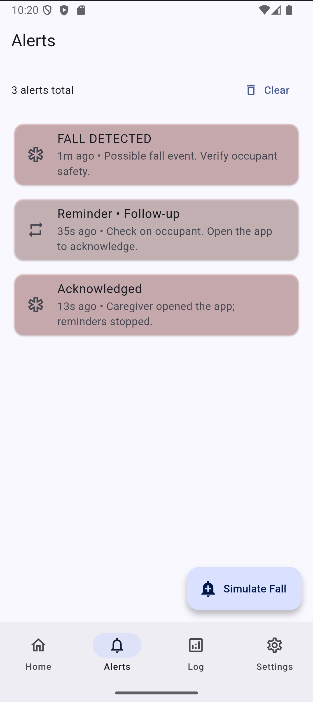 10:20
Alerts
3 alerts total
Clear
FALL DETECTED
1m ago • Possible fall event. Verify occupant
safety.
Reminder • Follow-up
35s ago • Check on occupant. Open the app
to acknowledge.
Acknowledged
13s ago • Caregiver opened the app;
reminders stopped.
Simulate Fall
Home
Alerts
Log
Settings